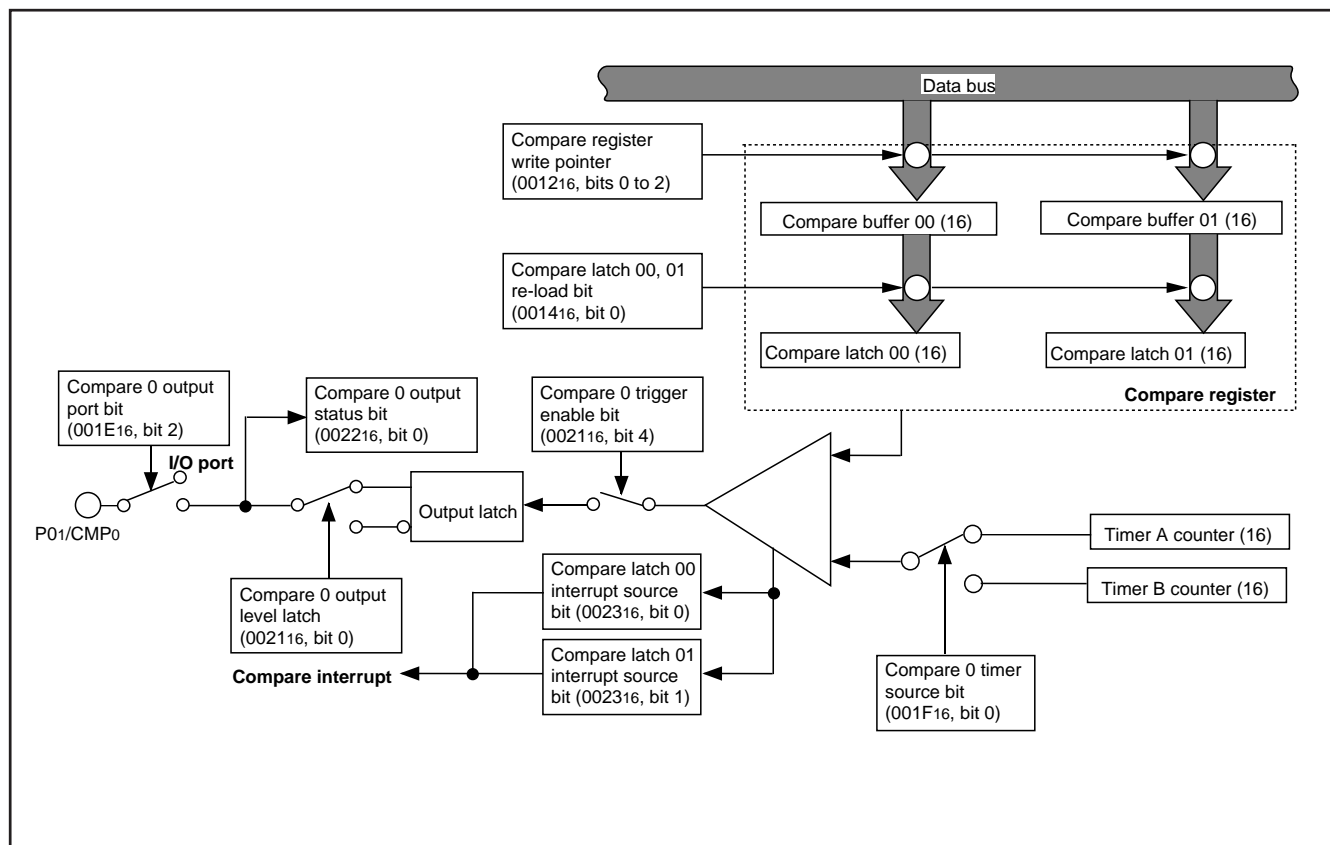 Data bus
Compare register
write pointer
(001216, bits 0 to 2)
Compare buffer 00 (16)
Compare buffer 01 (16)
Compare latch 00, 01
re-load bit
(001416, bit 0)
Compare latch 00 (16)
Compare latch 01 (16)
Compare register
Compare 0 output
port bit
(001E16, bit 2)
Compare 0 output
status bit
(002216, bit 0)
Compare 0 trigger
enable bit
(002116, bit 4)
I/O port
P01/CMP0
Output latch
Timer A counter (16)
Timer B counter (16)
Compare 0 output
level latch
(002116, bit 0)
Compare latch 00
interrupt source
bit (002316, bit 0)
Compare latch 01
interrupt source
bit (002316, bit 1)
Compare interrupt
Compare 0 timer
source bit
(001F16, bit 0)